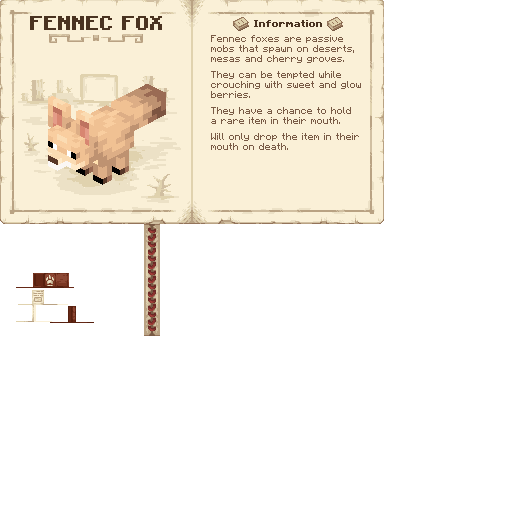 FENNEC FOX
Information
Fennec foxes are passive
mobs that spawn on deserts,
mesas and cherry groves.
They can be tempted while
crouching with sweet and glow
berries.
They have a chance to hold
a rare item in their mouth.
Will only drop the item in their
mouth on death.